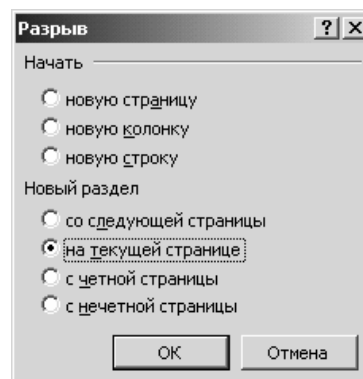 Разрыв
Начать
новую страницу
новую колонку
новую строку
Новый раздел
со следующей страницы
на текущей странице
с четной страницы
с нечетной страницы
ОК Отмена